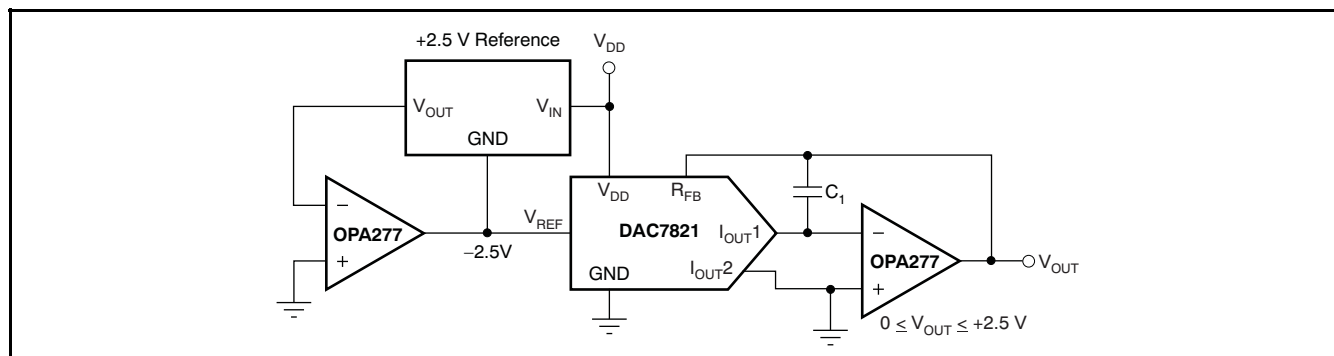 +2.5 V Reference
V_DD
V_OUT
V_IN
GND
V_DD
R_FB
C_1
−
OPA277
+
V_REF
−2.5V
DAC7821
I_OUT1
I_OUT2
GND
−
OPA277
+
V_OUT
0 ≤ V_OUT ≤ +2.5 V